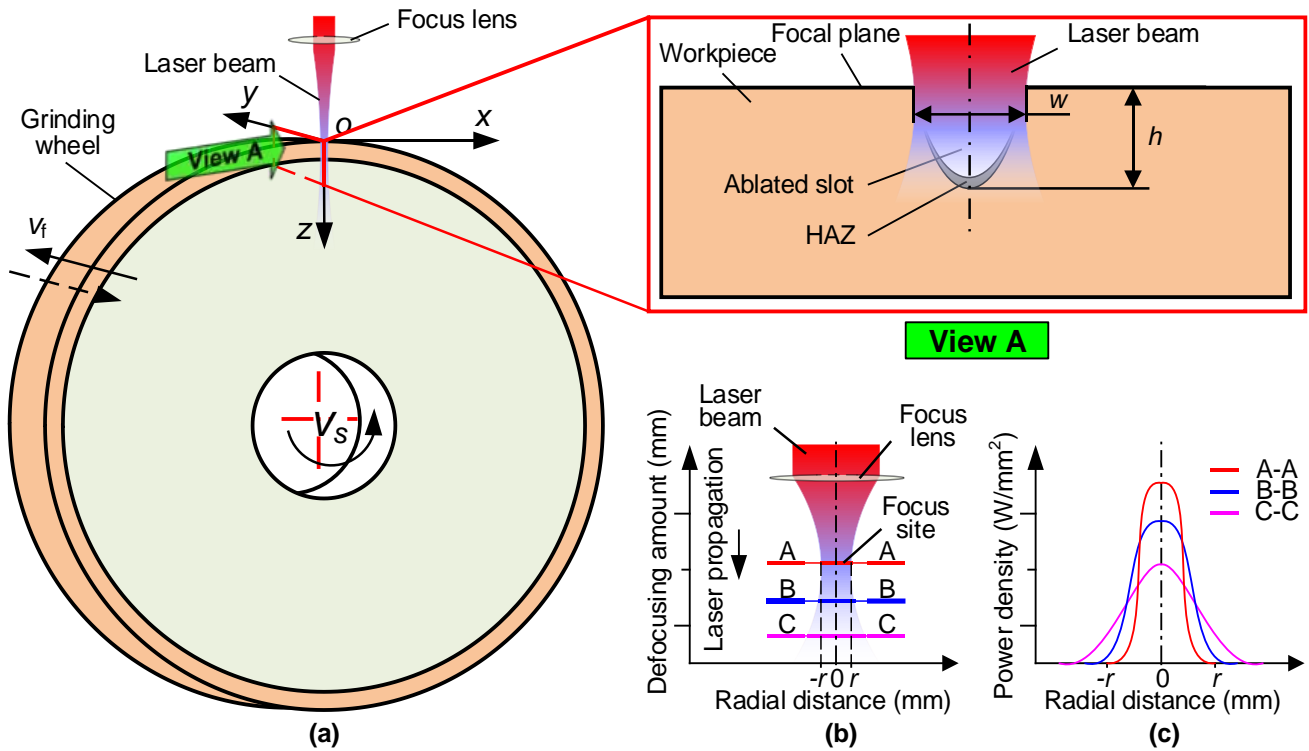 Focus lens
Laser beam
y
o
x
Grinding
wheel
View A
z
vf
Vs
(a)
Focal plane
Laser beam
Workpiece
w
h
Ablated slot
HAZ
View A
Defocusing amount (mm)
Laser propagation
Laser
beam
Focus
lens
Focus
site
A A
B B
C C
-r 0 r
Radial distance (mm)
(b)
Power density (W/mm²)
A-A
B-B
C-C
-r 0 r
Radial distance (mm)
(c)